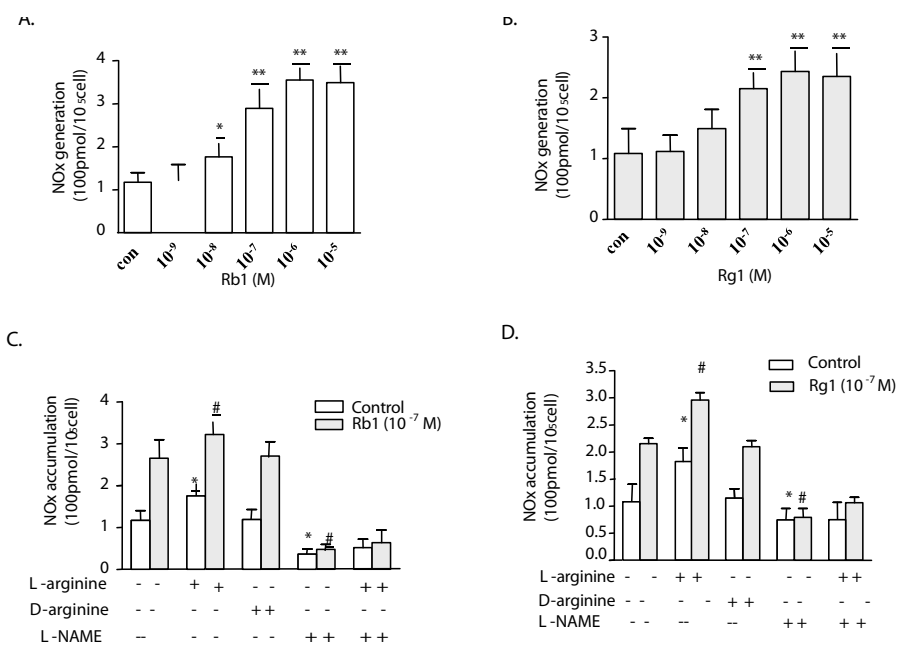 A.
NOx generation
(100pmol/10 5cell)
4
3
2
1
0
*
**
**
**
con
10-9
10-8
10-7
10-6
10-5
Rb1 (M)
B.
NOx generation
(100pmol/10 5cell)
3
2
1
0
**
**
**
con
10-9
10-8
10-7
10-6
10-5
Rg1 (M)
C.
NOx accumulation
(100pmol/105cell)
4
3
2
1
0
Control
Rb1 (10 -7 M)
* # * #
L-arginine - - + + - - - - + +
D-arginine - - - - + + - - - -
L-NAME -- - - - - + + + +
D.
NOx accumulation
(100pmol/105cell)
3.5
3.0
2.5
2.0
1.5
1.0
0.5
0.0
Control
Rg1 (10 -7 M)
* # * #
L-arginine - - + + - - - - + +
D-arginine - - -- + + - - - -
L-NAME - - -- -- + + + +